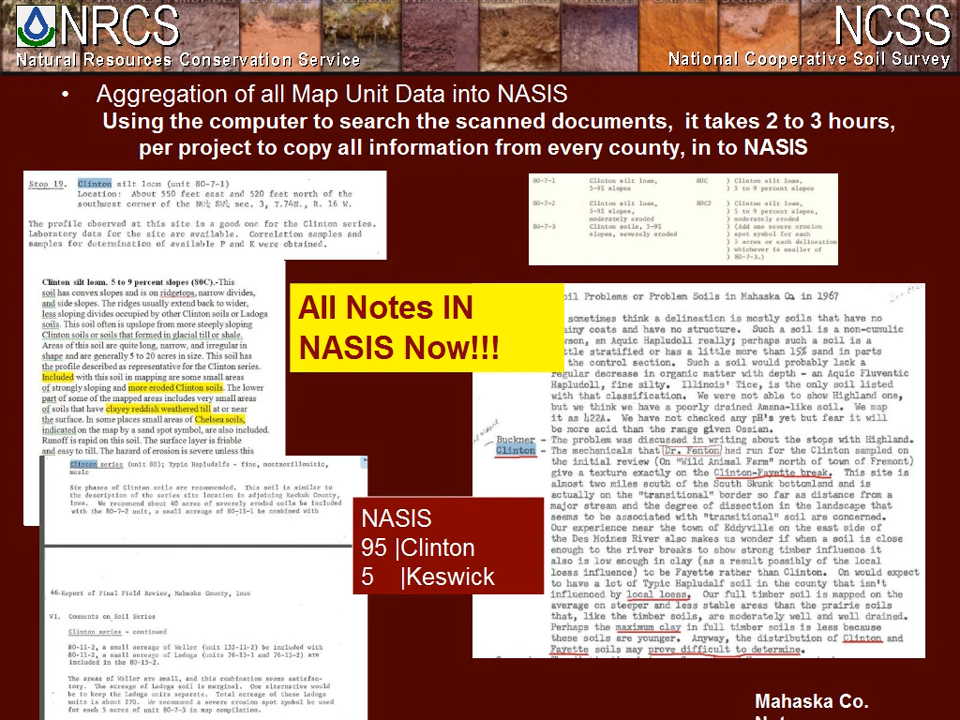 NRCS
Natural Resources Conservation Service
NCSS
National Cooperative Soil Survey
• Aggregation of all Map Unit Data into NASIS
Using the computer to search the scanned documents, it takes 2 to 3 hours,
per project to copy all information from every county, in to NASIS
Stop 19. Clinton silt loam (unit 80-7-1)
Location: About 550 feet east and 520 feet north of the
southwest corner of the NW¼ SW¼ sec. 3, T.74N., R. 16 W.
The profile observed at this site is a good one for the Clinton series.
Laboratory data for the site are available. Correlation samples and
samples for determination of available P and K were obtained.
80-7-1 Clinton silt loam, 80C ) Clinton silt loam,
5-9% slopes ) 5 to 9 percent slopes
80-7-2 Clinton silt loam, 80C2 ) Clinton silt loam,
5-9% slopes, ) 5 to 9 percent slopes,
moderately eroded ) moderately eroded
80-7-3 Clinton soils, 5-9% ) (Add one severe erosion
slopes, severely eroded ) spot symbol for each
) 3 acres or each delineation
) whichever is smaller of
) 80-7-3.)
Clinton silt loam, 5 to 9 percent slopes (80C).-This
soil has convex slopes and is on ridgetops, narrow divides,
and side slopes. The ridges usually extend back to wider,
less sloping divides occupied by other Clinton soils or Ladoga
soils. This soil often is upslope from more steeply sloping
Clinton soils or soils that formed in glacial till or shale.
Areas of this soil are quite long, narrow, and irregular in
shape and are generally 5 to 20 acres in size. This soil has
the profile described as representative for the Clinton series.
Included with this soil in mapping are some small areas
of strongly sloping and more eroded Clinton soils. The lower
part of some of the mapped areas includes very small areas
of soils that have clayey reddish weathered till at or near
the surface. In some places small areas of Chelsea soils,
indicated on the map by a sand spot symbol, are also included.
Runoff is rapid on this soil. The surface layer is friable
and easy to till. The hazard of erosion is severe unless this
All Notes IN
NASIS Now!!!
oil Problems or Problem Soils in Mahaska Co. in 1967
sometimes think a delineation is mostly soils that have no
ainy coats and have no structure. Such a soil is a non-cumulic
wson, an Aquic Hapludoll really; perhaps such a soil is a
ttle stratified or has a little more than 15% sand in parts
the control section. Such a soil would probably lack a
regular decrease in organic matter with depth - an Aquic Fluventic
Hapludoll, fine silty. Illinois' Tice, is the only soil listed
with that classification. We were not able to show Highland one,
but we think we have a poorly drained Amana-like soil. We map
it as 422A. We have not checked any pH's yet but fear it will
be more acid than the range given Ossian.
Buckner - The problem was discussed in writing about the stops with Highland.
Clinton - The mechanicals that Dr. Fenton had run for the Clinton sampled on
the initial review (On "Wild Animal Farm" north of town of Fremont)
give a texture exactly on the Clinton-Fayette break. This site is
almost two miles south of the South Skunk bottomland and is
actually on the "transitional" border so far as distance from a
major stream and the degree of dissection in the landscape that
seems to be associated with "transitional" soil are concerned.
Our experience near the town of Eddyville on the east side of
the Des Moines River also makes us wonder if when a soil is close
enough to the river breaks to show strong timber influence it
also is low enough in clay (as a result possibly of the local
loess influence) to be Fayette rather than Clinton. On would expect
to have a lot of Typic Hapludalf soil in the county that isn't
influenced by local loess. Our full timber soil is mapped on the
average on steeper and less stable areas than the prairie soils
that, like the timber soils, are moderately well and well drained.
Perhaps the maximum clay in full timber soils is less because
these soils are younger. Anyway, the distribution of Clinton and
Fayette soils may prove difficult to determine.
Clinton series (unit 80); Typic Hapludalfs - fine, montmorillonitic,
mesic
Six phases of Clinton soils are recommended. This soil is similar to
the description of the series site location in adjoining Keokuk County,
Iowa. We recommend about 40 acres of severely eroded soils be included
with the 80-7-2 unit, a small acreage of 80-11-1 be combined with
NASIS
95 |Clinton
5 |Keswick
44-Report of Final Field Review, Mahaska County, Iowa
VI. Comments on Soil Series
Clinton series - continued
80-11-2, a small acreage of Weller (unit 132-11-2) be included with
80-11-2, and a small acreage of Ladoga (units 76-15-1 and 76-15-2) are
included in the 80-15-2.
The areas of Weller are small, and this combination seems satisfac-
tory. The acreage of Ladoga soil is marginal. One alternative would
be to keep the Ladoga units separate. Total acreage of these Ladoga
units is about 270. We recommend a severe erosion spot symbol be used
for each 3 acres of unit 80-7-3 in map compilation.
Mahaska Co.